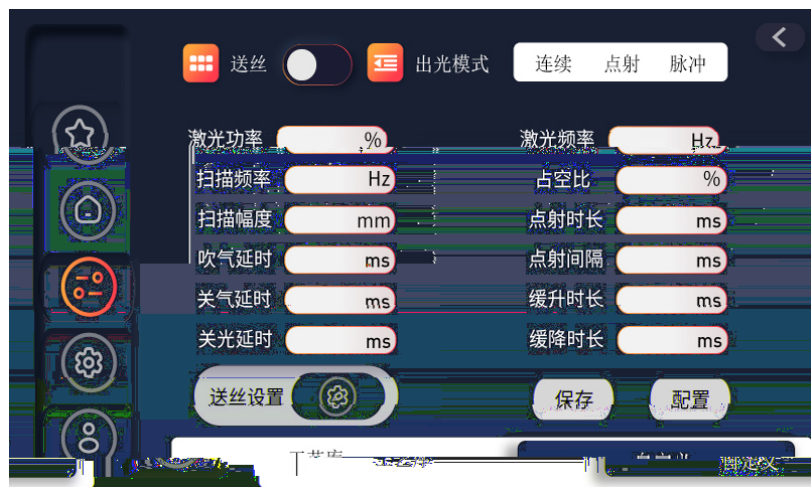 送丝 出光模式 连续 点射 脉冲
激光功率 % 激光频率 Hz
扫描频率 Hz 占空比 %
扫描幅度 mm 点射时长 ms
吹气延时 ms 点射间隔 ms
关气延时 ms 缓升时长 ms
关光延时 ms 缓降时长 ms
送丝设置 保存 配置